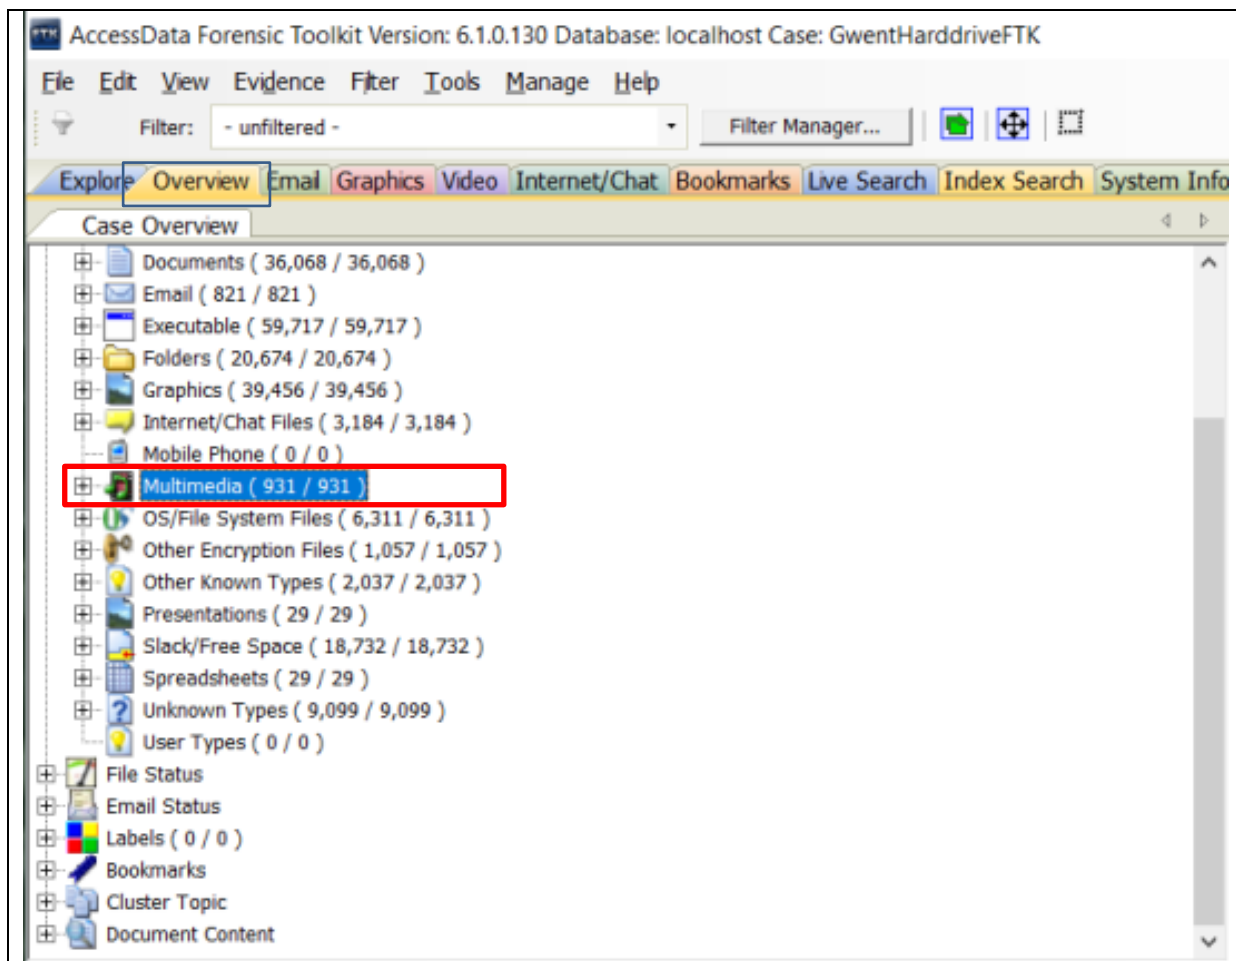 FTK AccessData Forensic Toolkit Version: 6.1.0.130 Database: localhost Case: GwentHarddriveFTK
File Edit View Evidence Filter Tools Manage Help
Filter: - unfiltered - Filter Manager...
Explore Overview Email Graphics Video Internet/Chat Bookmarks Live Search Index Search System Info
Case Overview
Documents ( 36,068 / 36,068 )
Email ( 821 / 821 )
Executable ( 59,717 / 59,717 )
Folders ( 20,674 / 20,674 )
Graphics ( 39,456 / 39,456 )
Internet/Chat Files ( 3,184 / 3,184 )
Mobile Phone ( 0 / 0 )
Multimedia ( 931 / 931 )
OS/File System Files ( 6,311 / 6,311 )
Other Encryption Files ( 1,057 / 1,057 )
Other Known Types ( 2,037 / 2,037 )
Presentations ( 29 / 29 )
Slack/Free Space ( 18,732 / 18,732 )
Spreadsheets ( 29 / 29 )
Unknown Types ( 9,099 / 9,099 )
User Types ( 0 / 0 )
File Status
Email Status
Labels ( 0 / 0 )
Bookmarks
Cluster Topic
Document Content